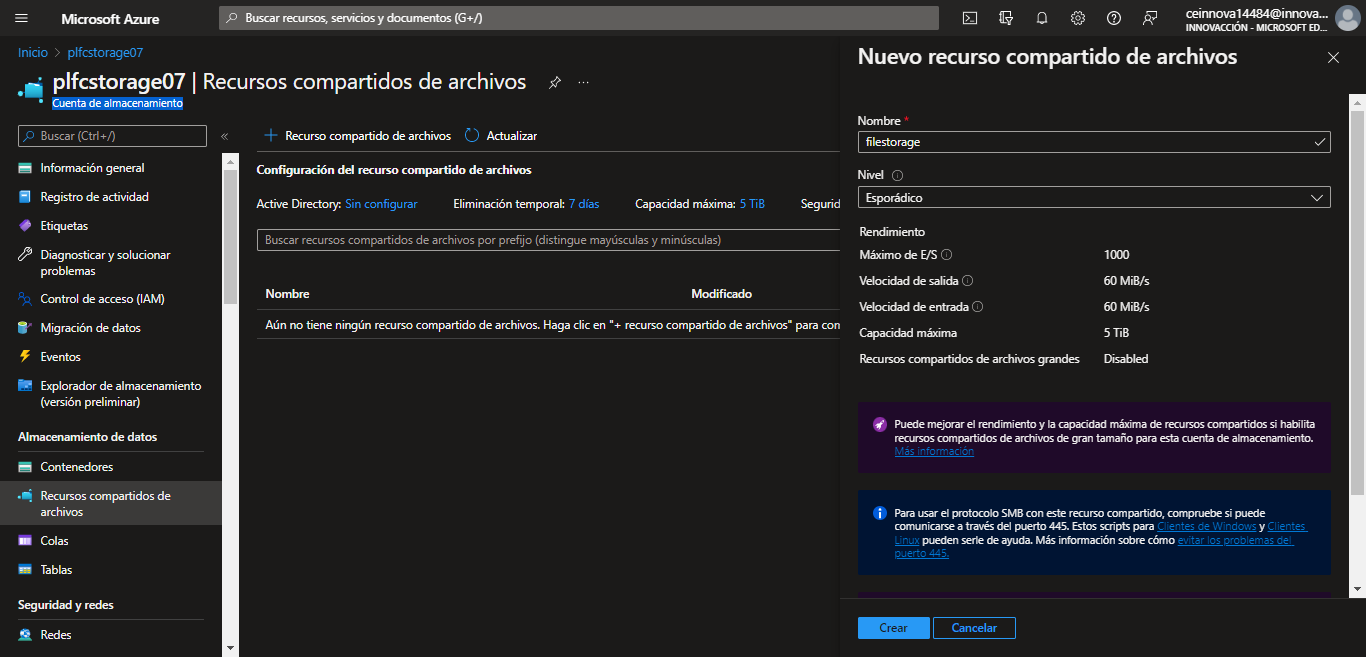 Microsoft Azure
Buscar recursos, servicios y documentos (G+/)
ceinnova14484@innova...
INNOVACCIÓN - MICROSOFT ED...
Inicio > plfcstorage07
plfcstorage07 | Recursos compartidos de archivos
...
Cuenta de almacenamiento
Buscar (Ctrl+/)
«
Información general
Registro de actividad
Etiquetas
Diagnosticar y solucionar
problemas
Control de acceso (IAM)
Migración de datos
Eventos
Explorador de almacenamiento
(versión preliminar)
Almacenamiento de datos
Contenedores
Recursos compartidos de
archivos
Colas
Tablas
Seguridad y redes
Redes
+ Recurso compartido de archivos
Actualizar
Configuración del recurso compartido de archivos
Active Directory: Sin configurar
Eliminación temporal: 7 días
Capacidad máxima: 5 TiB
Segurid
Buscar recursos compartidos de archivos por prefijo (distingue mayúsculas y minúsculas)
Nombre
Modificado
Aún no tiene ningún recurso compartido de archivos. Haga clic en "+ recurso compartido de archivos" para con
Nuevo recurso compartido de archivos
Nombre *
filestorage
Nivel
Esporádico
Rendimiento
Máximo de E/S 1000
Velocidad de salida 60 MiB/s
Velocidad de entrada 60 MiB/s
Capacidad máxima 5 TiB
Recursos compartidos de archivos grandes Disabled
Puede mejorar el rendimiento y la capacidad máxima de recursos compartidos si habilita
recursos compartidos de archivos de gran tamaño para esta cuenta de almacenamiento.
Más información
Para usar el protocolo SMB con este recurso compartido, compruebe si puede
comunicarse a través del puerto 445. Estos scripts para Clientes de Windows y Clientes
Linux pueden serle de ayuda. Más información sobre cómo evitar los problemas del
puerto 445.
Crear
Cancelar